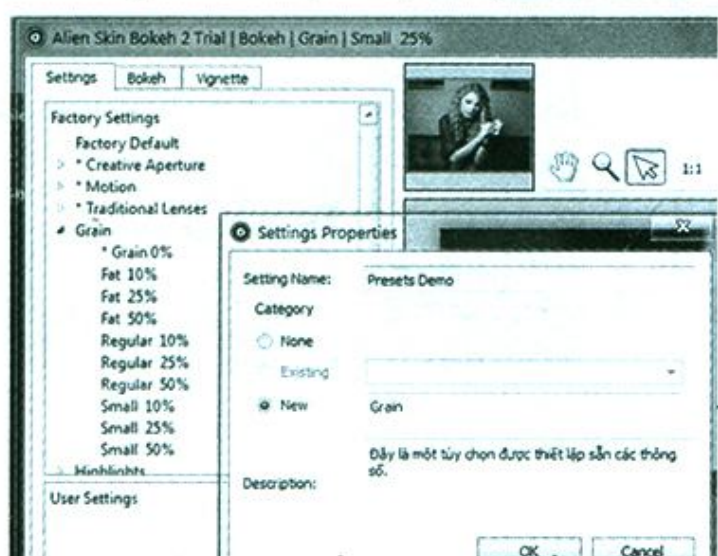 Alien Skin Bokeh 2 Trial | Bokeh | Grain | Small 25%
Settings Bokeh Vignette
Factory Settings
Factory Default
* Creative Aperture
* Motion
* Traditional Lenses
Grain
* Grain 0%
Fat 10%
Fat 25%
Fat 50%
Regular 10%
Regular 25%
Regular 50%
Small 10%
Small 25%
Small 50%
Highlights
User Settings
1:1
Settings Properties
Setting Name: Presets Demo
Category
None
Existing
New Grain
Đây là một tùy chọn được thiết lập sẵn các thông
số.
Description:
OK Cancel